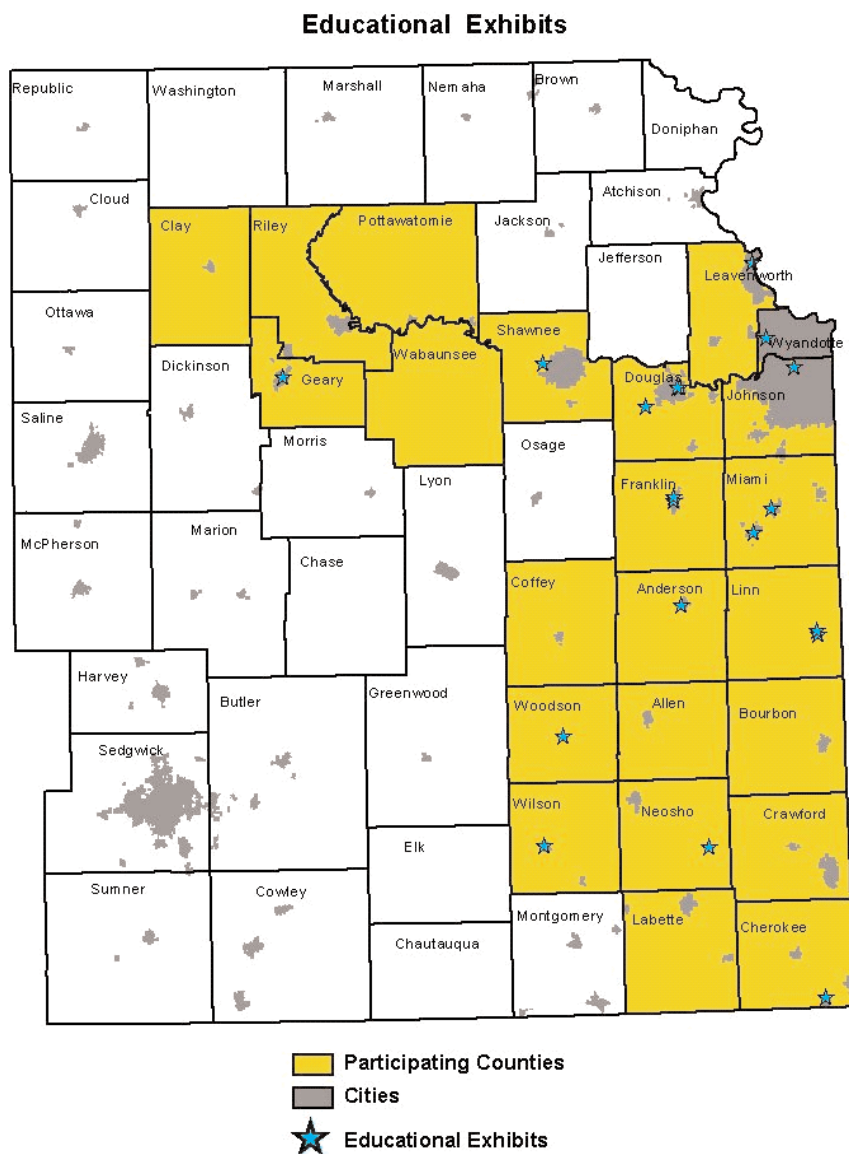 Educational Exhibits
Republic
Washington
Marshall
Nemaha
Brown
Doniphan
Cloud
Clay
Riley
Pottawatomie
Jackson
Atchison
Jefferson
Leavenworth
Ottawa
Dickinson
Geary
Wabaunsee
Shawnee
Douglas
Wyandotte
Johnson
Saline
Morris
Lyon
Osage
Franklin
Miami
McPherson
Marion
Chase
Coffey
Anderson
Linn
Harvey
Butler
Greenwood
Woodson
Allen
Bourbon
Sedgwick
Wilson
Neosho
Crawford
Elk
Sumner
Cowley
Chautauqua
Montgomery
Labette
Cherokee
Participating Counties
Cities
Educational Exhibits